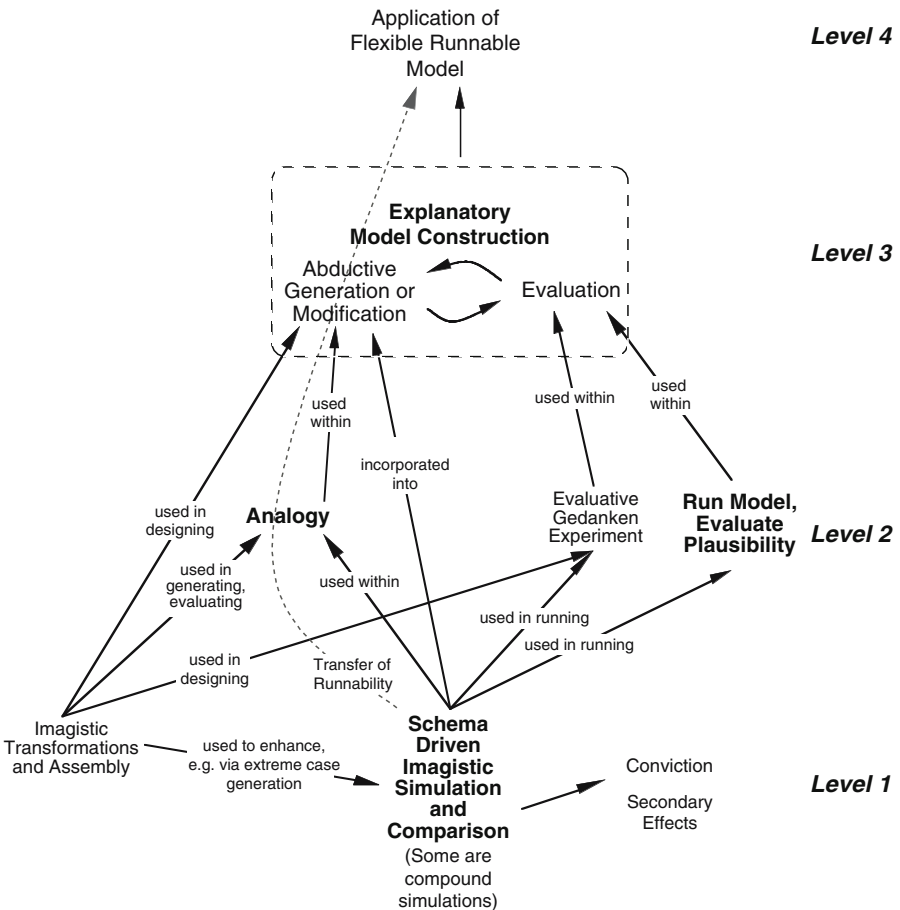 Application of
Flexible Runnable
Model
Level 4
Explanatory
Model Construction
Level 3
Abductive
Generation or
Modification
Evaluation
used
within
used within
used
within
incorporated
into
used in
designing
Analogy
Evaluative
Gedanken
Experiment
Run Model,
Evaluate
Plausibility
Level 2
used in
generating,
evaluating
used within
used in running
used in running
used in
designing
Transfer of
Runnability
Imagistic
Transformations
and Assembly
used to enhance,
e.g. via extreme case
generation
Schema
Driven
Imagistic
Simulation
and
Comparison
(Some are
compound
simulations)
Conviction
Secondary
Effects
Level 1